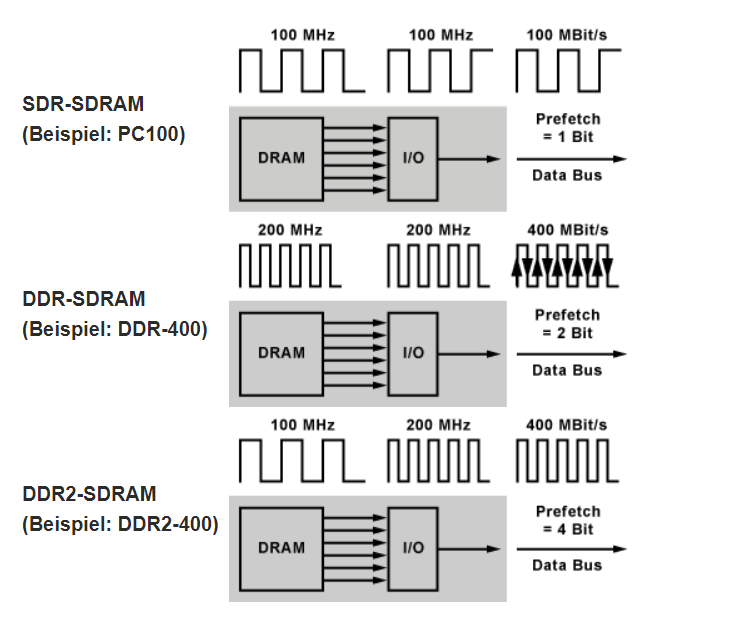 100 MHz 100 MHz 100 MBit/s
SDR-SDRAM
(Beispiel: PC100)
Prefetch
= 1 Bit
DRAM I/O
Data Bus
200 MHz 200 MHz 400 MBit/s
DDR-SDRAM
(Beispiel: DDR-400)
Prefetch
= 2 Bit
DRAM I/O
Data Bus
100 MHz 200 MHz 400 MBit/s
DDR2-SDRAM
(Beispiel: DDR2-400)
Prefetch
= 4 Bit
DRAM I/O
Data Bus